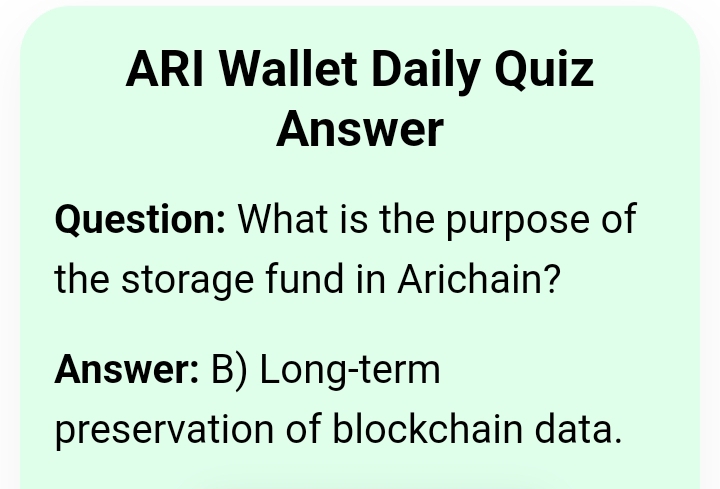 ARI Wallet Daily Quiz
Answer
Question: What is the purpose of
the storage fund in Arichain?
Answer: B) Long-term
preservation of blockchain data.